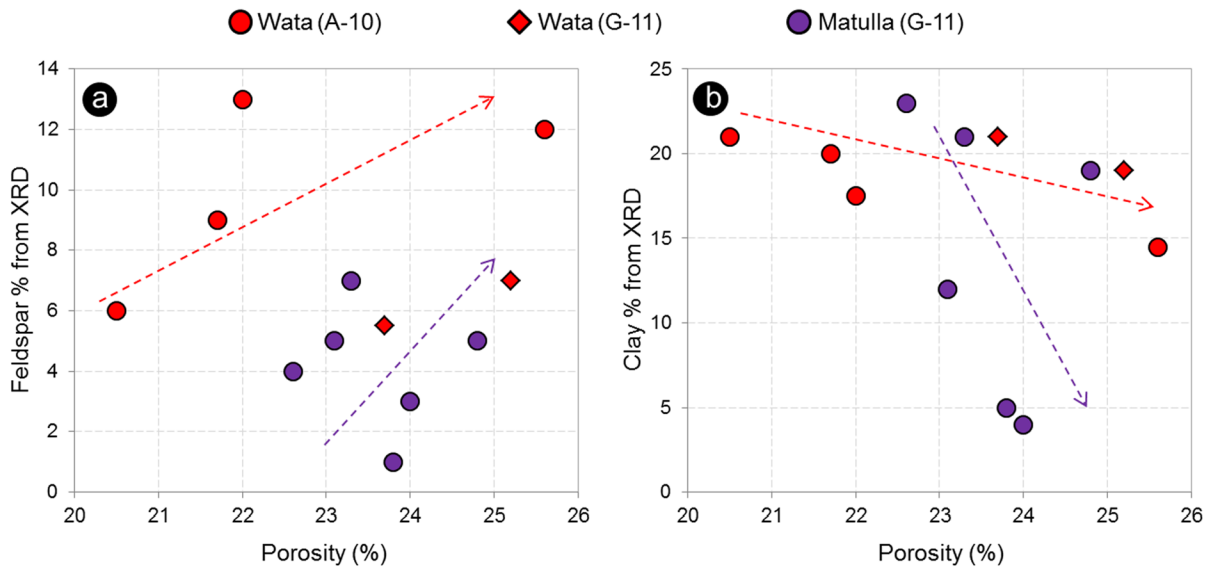 Wata (A-10) Wata (G-11) Matulla (G-11)
a
14
12
10
8
6
4
2
0
Feldspar % from XRD
20 21 22 23 24 25 26
Porosity (%)
b
25
20
15
10
5
0
Clay % from XRD
20 21 22 23 24 25 26
Porosity (%)